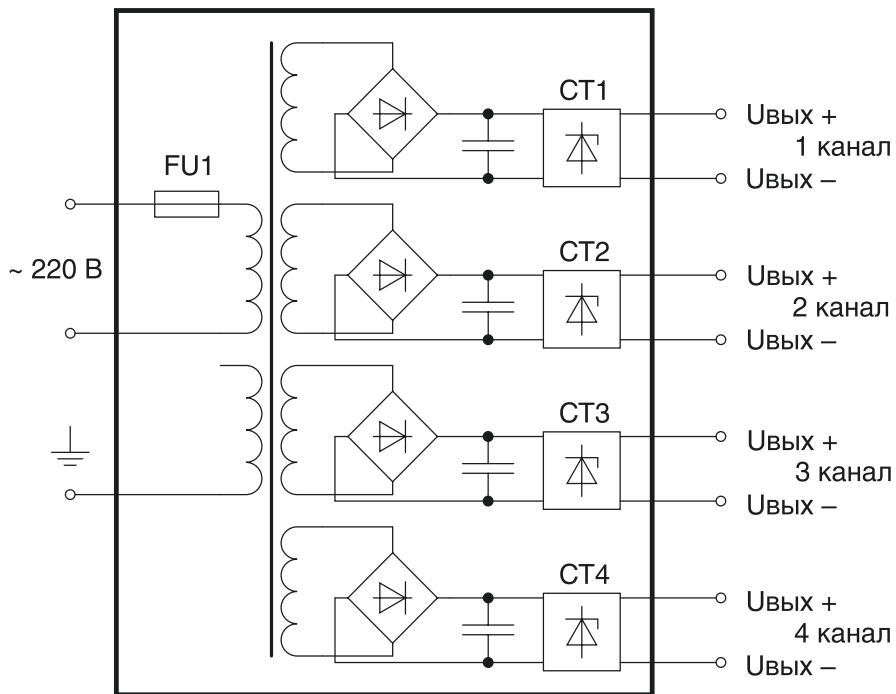 FU1
~ 220 В
СТ1
Uвых +
1 канал
Uвых –
СТ2
Uвых +
2 канал
Uвых –
СТ3
Uвых +
3 канал
Uвых –
СТ4
Uвых +
4 канал
Uвых –